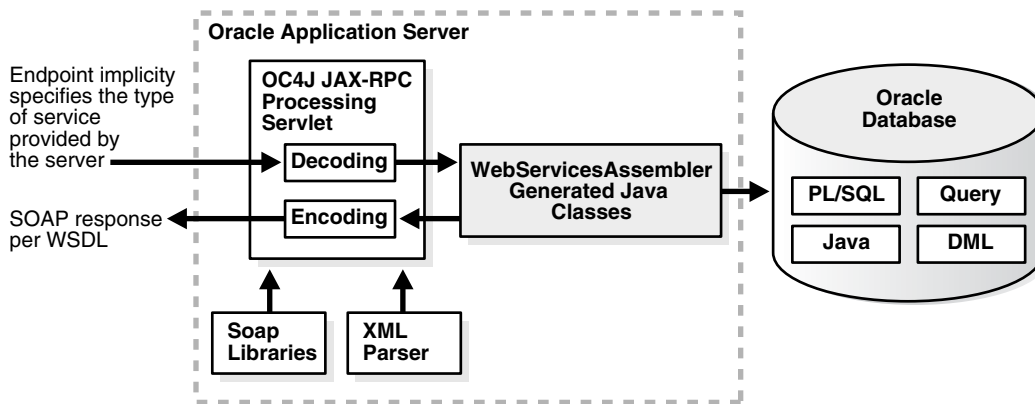 Oracle Application Server
Endpoint implicity
specifies the type
of service
provided by
the server
OC4J JAX-RPC
Processing
Servlet
Decoding
Encoding
SOAP response
per WSDL
WebServicesAssembler
Generated Java
Classes
Soap
Libraries
XML
Parser
Oracle
Database
PL/SQL
Query
Java
DML